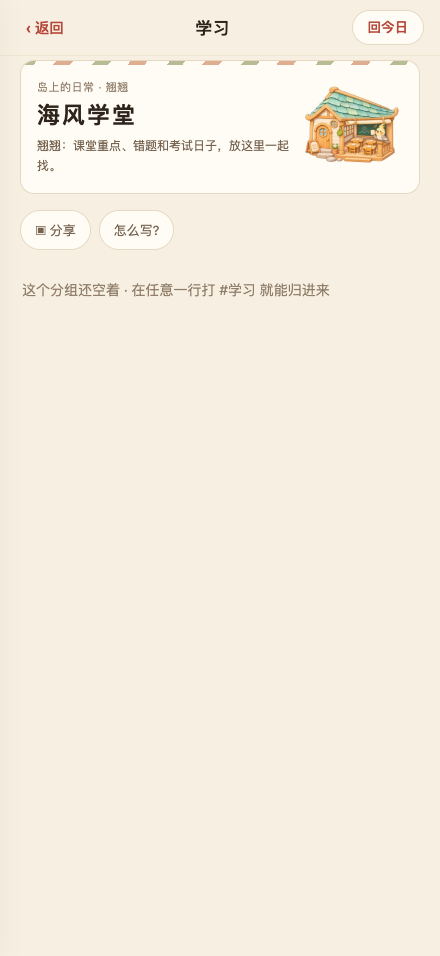 ‹ 返回
学习
回今日
岛上的日常 · 翘翘
海风学堂
翘翘：课堂重点、错题和考试日子，放这里一起
找。
▣ 分享
怎么写?
这个分组还空着 · 在任意一行打 #学习 就能归进来